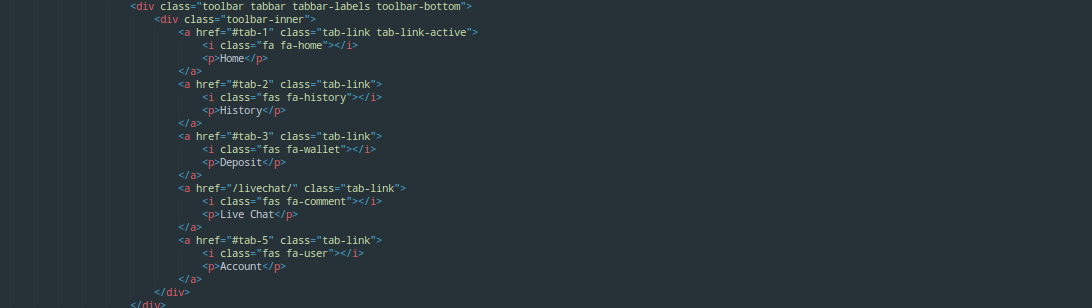 <div class="toolbar tabbar tabbar-labels toolbar-bottom">
<div class="toolbar-inner">
<a href="#tab-1" class="tab-link tab-link-active">
<i class="fa fa-home"></i>
<p>Home</p>
</a>
<a href="#tab-2" class="tab-link">
<i class="fas fa-history"></i>
<p>History</p>
</a>
<a href="#tab-3" class="tab-link">
<i class="fas fa-wallet"></i>
<p>Deposit</p>
</a>
<a href="/livechat/" class="tab-link">
<i class="fas fa-comment"></i>
<p>Live Chat</p>
</a>
<a href="#tab-5" class="tab-link">
<i class="fas fa-user"></i>
<p>Account</p>
</a>
</div>
</div>